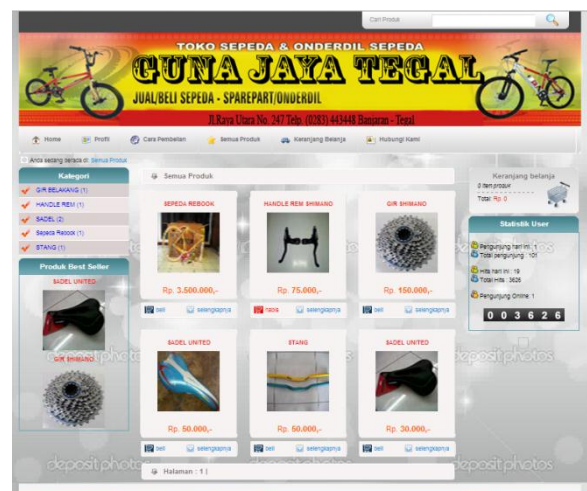 Cari Produk
TOKO SEPEDA & ONDERDIL SEPEDA
GUNA JAYA TEGAL
JUAL/BELI SEPEDA - SPAREPART/ONDERDIL
Jl.Raya Utara No. 247 Telp. (0283) 443448 Banjaran - Tegal
Home Profil Cara Pembelian Semua Produk Keranjang Belanja Hubungi Kami
Anda sedang berada di: Semua Produk
Kategori
GIR BELAKANG (1)
HANDLE REM (1)
SADEL (2)
Sepeda Rebook (1)
STANG (1)
Produk Best Seller
SADEL UNITED
GIR SHIMANO
Semua Produk
SEPEDA REBOOK HANDLE REM SHIMANO GIR SHIMANO
Rp. 3.500.000,- Rp. 75.000,- Rp. 150.000,-
beli selengkapnya habis selengkapnya beli selengkapnya
SADEL UNITED STANG SADEL UNITED
Rp. 50.000,- Rp. 50.000,- Rp. 30.000,-
beli selengkapnya beli selengkapnya beli selengkapnya
Halaman : 1 |
Keranjang belanja
0 item produk
Total: Rp. 0
Statistik User
Pengunjung hari ini : 1
Total pengunjung : 101
Hits hari ini : 19
Total Hits : 3626
Pengunjung Online: 1
003626
depositphotos